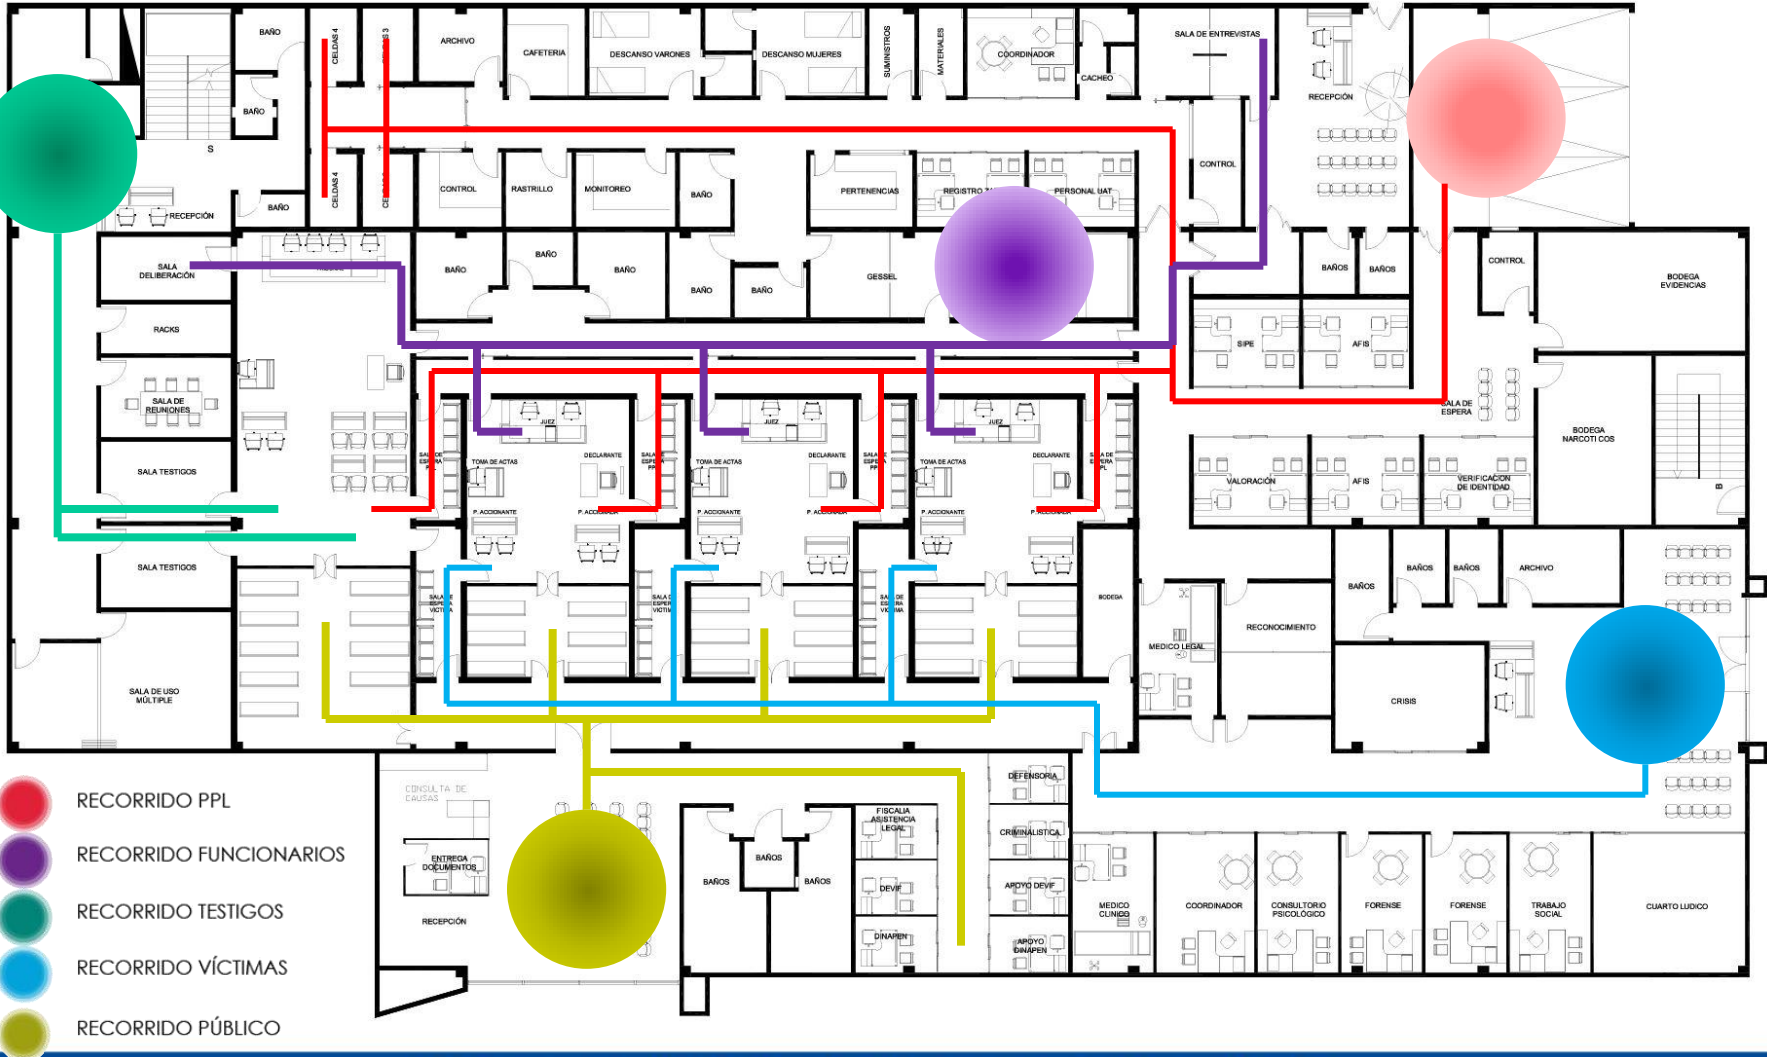 BAÑO
CELDAS 4
ARCHIVO
CAFETERIA
DESCANSO VARONES
DESCANSO MUJERES
SUMINISTROS
MATERIALES
COORDINADOR
CACHEO
SALA DE ENTREVISTAS
RECEPCIÓN
BAÑO
S
CONTROL
CELDAS 4
CONTROL
RASTRILLO
MONITOREO
BAÑO
PERTENENCIAS
PERSONAL UAT
BAÑO
RECEPCIÓN
SALA
DELIBERACIÓN
BAÑO
BAÑO
BAÑO
BAÑO
BAÑO
GESSEL
BAÑOS
BAÑOS
CONTROL
BODEGA
EVIDENCIAS
RACKS
SIPE
AFIS
SALA DE
REUNIONES
SALA DE
ESPERA
BODEGA
NARCOTICOS
JUEZ
JUEZ
JUEZ
SALA TESTIGOS
TOMA DE ACTAS
DECLARANTE
TOMA DE ACTAS
DECLARANTE
TOMA DE ACTAS
DECLARANTE
VALORACIÓN
AFIS
VERIFICACION
DE IDENTIDAD
B
P. ACCIONANTE
P. ACCIONADA
P. ACCIONANTE
P. ACCIONADA
P. ACCIONANTE
P. ACCIONADA
SALA TESTIGOS
BODEGA
BAÑOS
BAÑOS
BAÑOS
ARCHIVO
RECONOCIMIENTO
MEDICO LEGAL
SALA DE USO
MÚLTIPLE
CRISIS
CONSULTA DE
CAUSAS
DEFENSORIA
FISCALIA
ASISTENCIA
LEGAL
CRIMINALISTICA
ENTREGA
DOCUMENTOS
BAÑOS
BAÑOS
BAÑOS
DEVIF
APOYO DEVIF
RECEPCIÓN
DINAPEN
APOYO
DINAPEN
MEDICO
CLINICO
COORDINADOR
CONSULTORIO
PSICOLÓGICO
FORENSE
FORENSE
TRABAJO
SOCIAL
CUARTO LUDICO
RECORRIDO PPL
RECORRIDO FUNCIONARIOS
RECORRIDO TESTIGOS
RECORRIDO VÍCTIMAS
RECORRIDO PÚBLICO